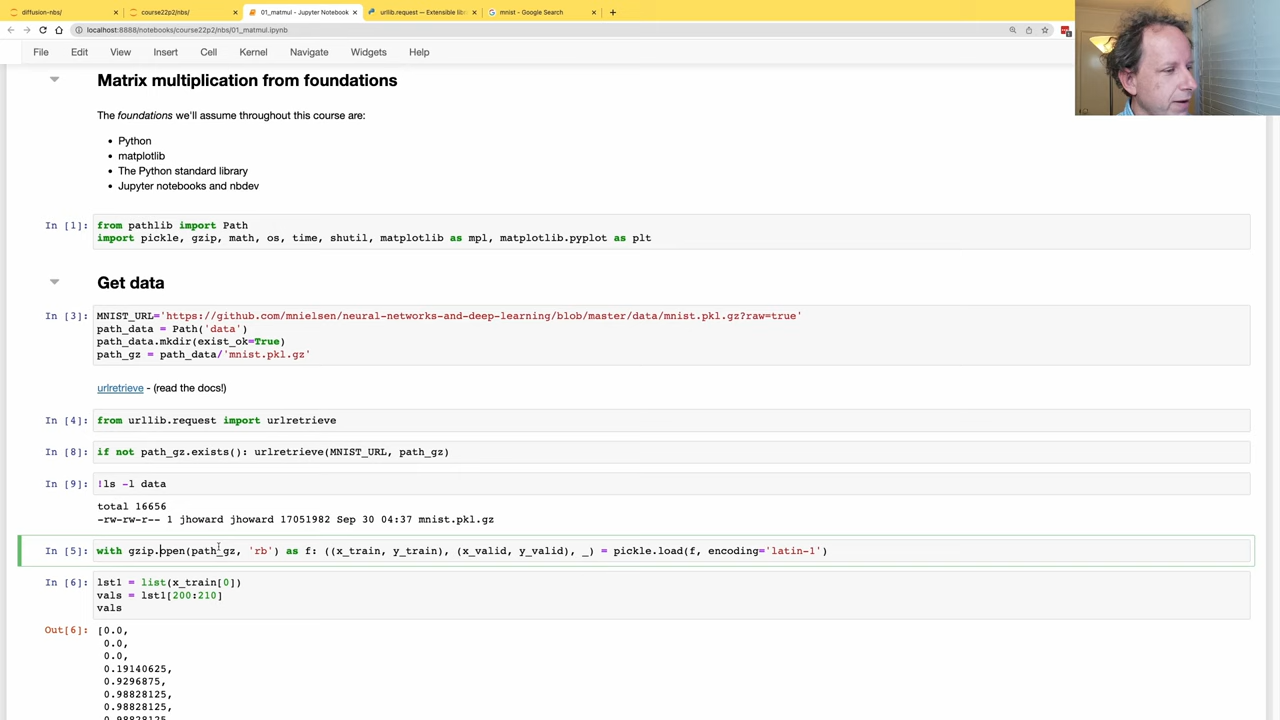 diffusion-nbs/
course22p2/nbs/
01_matmul - Jupyter Notebook
urllib.request — Extensible lib
mnist - Google Search
localhost:8888/notebooks/course22p2/nbs/01_matmul.ipynb
File Edit View Insert Cell Kernel Navigate Widgets Help
Matrix multiplication from foundations
The foundations we'll assume throughout this course are:
• Python
• matplotlib
• The Python standard library
• Jupyter notebooks and nbdev
In [1]: from pathlib import Path
import pickle, gzip, math, os, time, shutil, matplotlib as mpl, matplotlib.pyplot as plt
Get data
In [3]: MNIST_URL='https://github.com/mnielsen/neural-networks-and-deep-learning/blob/master/data/mnist.pkl.gz?raw=true'
path_data = Path('data')
path_data.mkdir(exist_ok=True)
path_gz = path_data/'mnist.pkl.gz'
urlretrieve - (read the docs!)
In [4]: from urllib.request import urlretrieve
In [8]: if not path_gz.exists(): urlretrieve(MNIST_URL, path_gz)
In [9]: !ls -l data
total 16656
-rw-rw-r-- 1 jhoward jhoward 17051982 Sep 30 04:37 mnist.pkl.gz
In [5]: with gzip.open(path_gz, 'rb') as f: ((x_train, y_train), (x_valid, y_valid), _) = pickle.load(f, encoding='latin-1')
In [6]: lst1 = list(x_train[0])
vals = lst1[200:210]
vals
Out[6]: [0.0,
0.0,
0.0,
0.19140625,
0.9296875,
0.98828125,
0.98828125,
0.98828125,